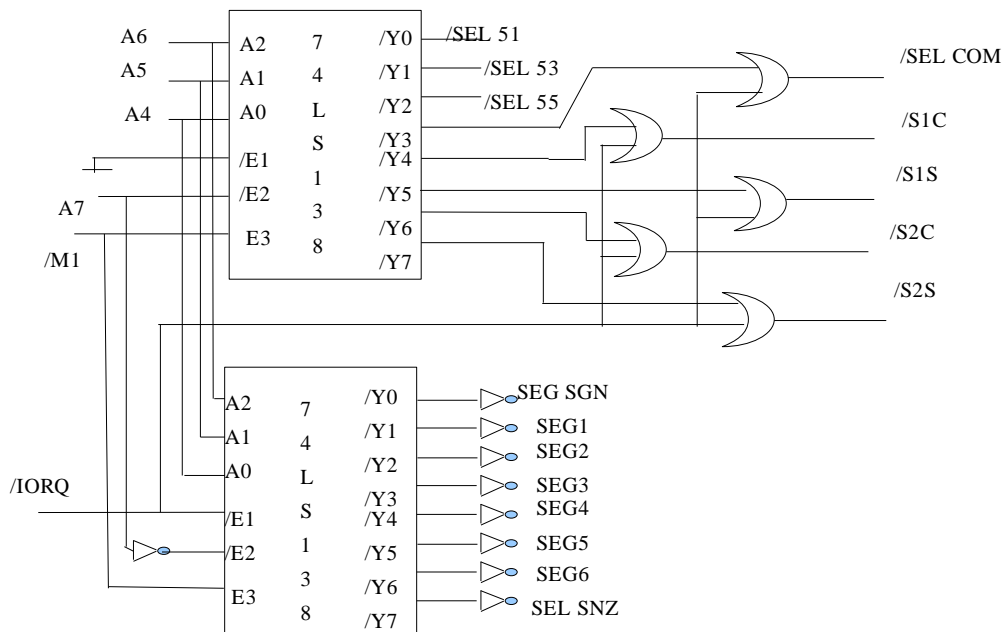 A6 A2 7 /Y0 /SEL 51
/SEL COM
A5 A1 4 /Y1 /SEL 53
A4 A0 L /Y2 /SEL 55
/S1C
S /Y3
/E1 /Y4
1 /Y5 /S1S
/E2
A7 3 /Y6 /S2C
E3 8 /Y7
/M1
/S2S
A2 7 /Y0 SEG SGN
A1 4 /Y1 SEG1
A0 L /Y2 SEG2
/IORQ S /Y3 SEG3
/E1 /Y4 SEG4
/E2 1 /Y5 SEG5
3 /Y6 SEG6
E3 8 /Y7 SEL SNZ